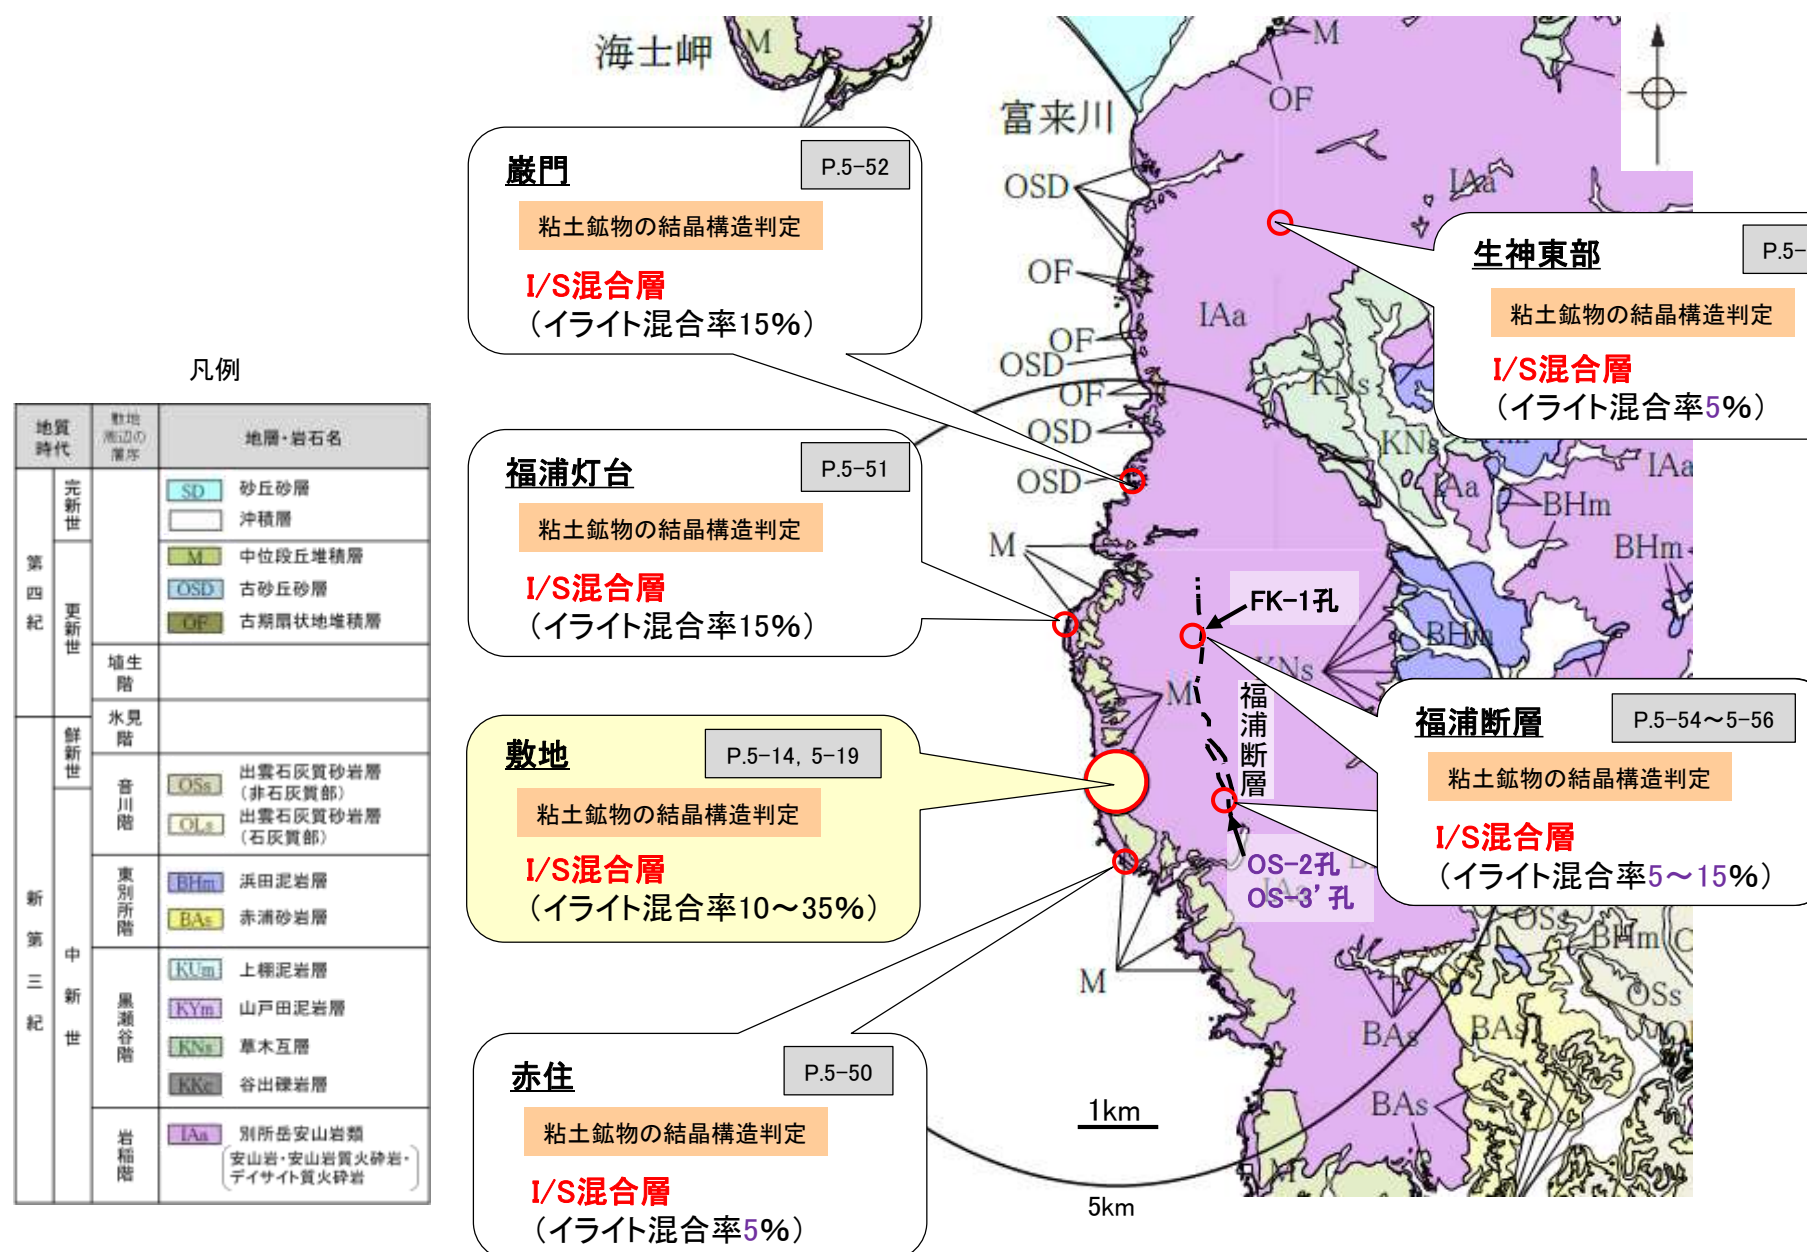 海士岬
M
M
OF
富来川
OSD
IAa
OF
IAa
OF
OSD
OF
OSD
OSD
KNs
KNs
IAa
IAa
BHm
BHm
M
BHm
KNs
M
M
IAa
OSs
BHm
OSs
BAs
BAs
BAs
M
巌門
P.5-52
粘土鉱物の結晶構造判定
I/S混合層
(イライト混合率15%)
生神東部
P.5-
粘土鉱物の結晶構造判定
I/S混合層
(イライト混合率5%)
福浦灯台
P.5-51
粘土鉱物の結晶構造判定
I/S混合層
(イライト混合率15%)
FK-1孔
福浦断層
福浦断層
P.5-54～5-56
粘土鉱物の結晶構造判定
I/S混合層
(イライト混合率5～15%)
OS-2孔
OS-3’孔
敷地
P.5-14, 5-19
粘土鉱物の結晶構造判定
I/S混合層
(イライト混合率10～35%)
赤住
P.5-50
粘土鉱物の結晶構造判定
I/S混合層
(イライト混合率5%)
1km
5km
凡例
地質時代
敷地周辺の層序
地層・岩石名
第四紀
完新世
SD 砂丘砂層
沖積層
更新世
M 中位段丘堆積層
OSD 古砂丘砂層
OF 古期扇状地堆積層
埴生階
新第三紀
鮮新世
氷見階
中新世
音川階
OSs 出雲石灰質砂岩層
(非石灰質部)
OLs 出雲石灰質砂岩層
(石灰質部)
東別所階
BHm 浜田泥岩層
BAs 赤浦砂岩層
黒瀬谷階
KUm 上棚泥岩層
KYm 山戸田泥岩層
KNs 草木互層
KKc 谷出礫岩層
岩稲階
IAa 別所岳安山岩類
(安山岩・安山岩質火砕岩・
デイサイト質火砕岩)